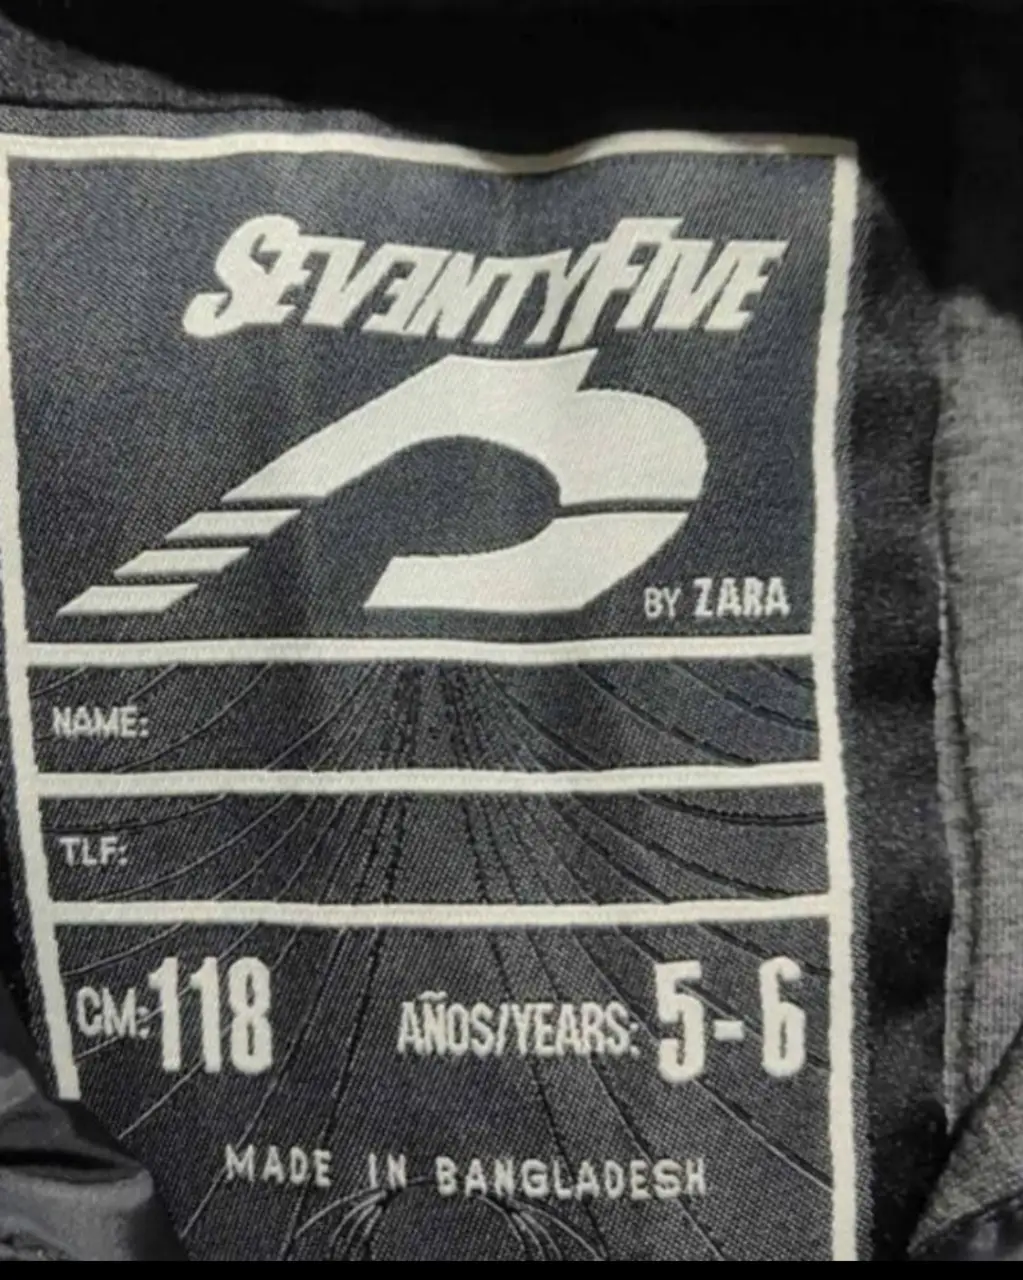 SEVENTYFIVE
BY ZARA
NAME:
TLF:
CM:118 AÑOS/YEARS: 5-6
MADE IN BANGLADESH